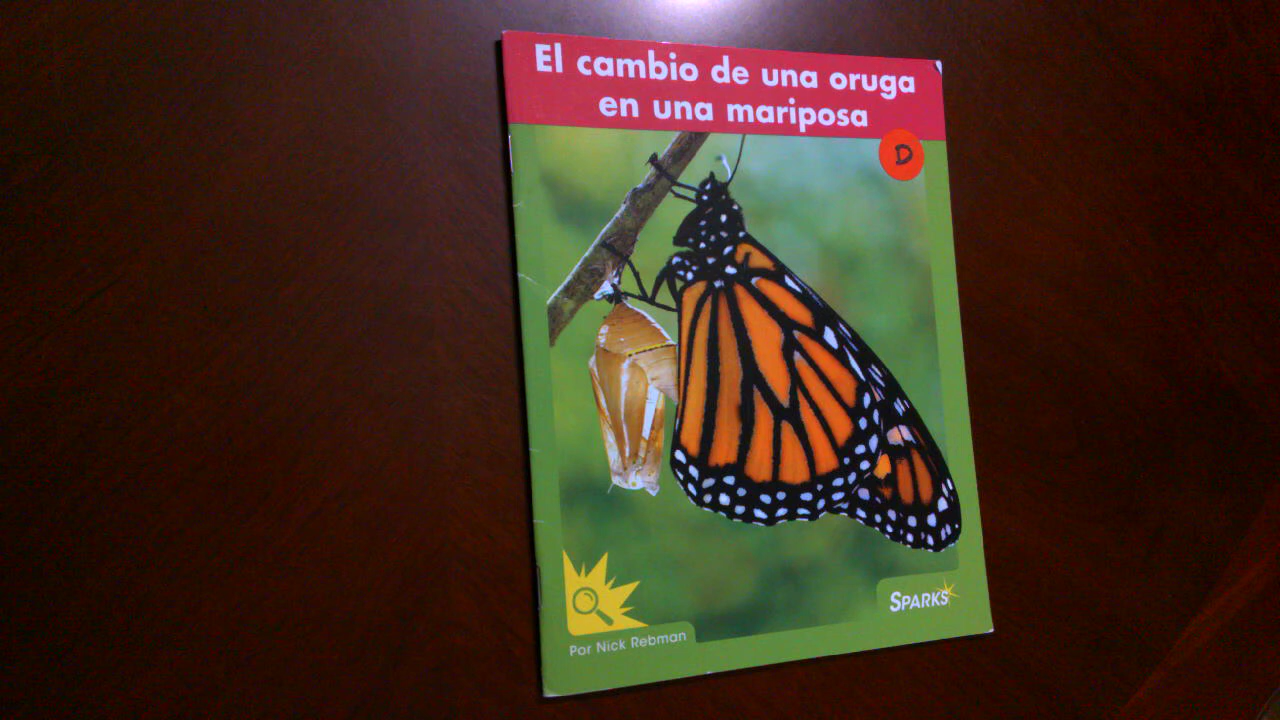 El cambio de una oruga
en una mariposa
D
SPARKS
Por Nick Rebman